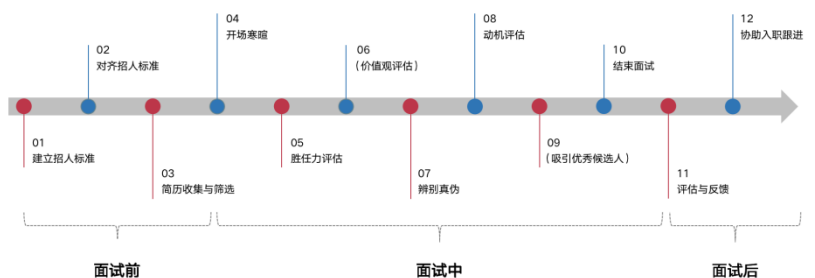 01
建立招人标准
02
对齐招人标准
03
简历收集与筛选
04
开场寒暄
05
胜任力评估
06
（价值观评估）
07
辨别真伪
08
动机评估
09
（吸引优秀候选人）
10
结束面试
11
评估与反馈
12
协助入职跟进
面试前
面试中
面试后